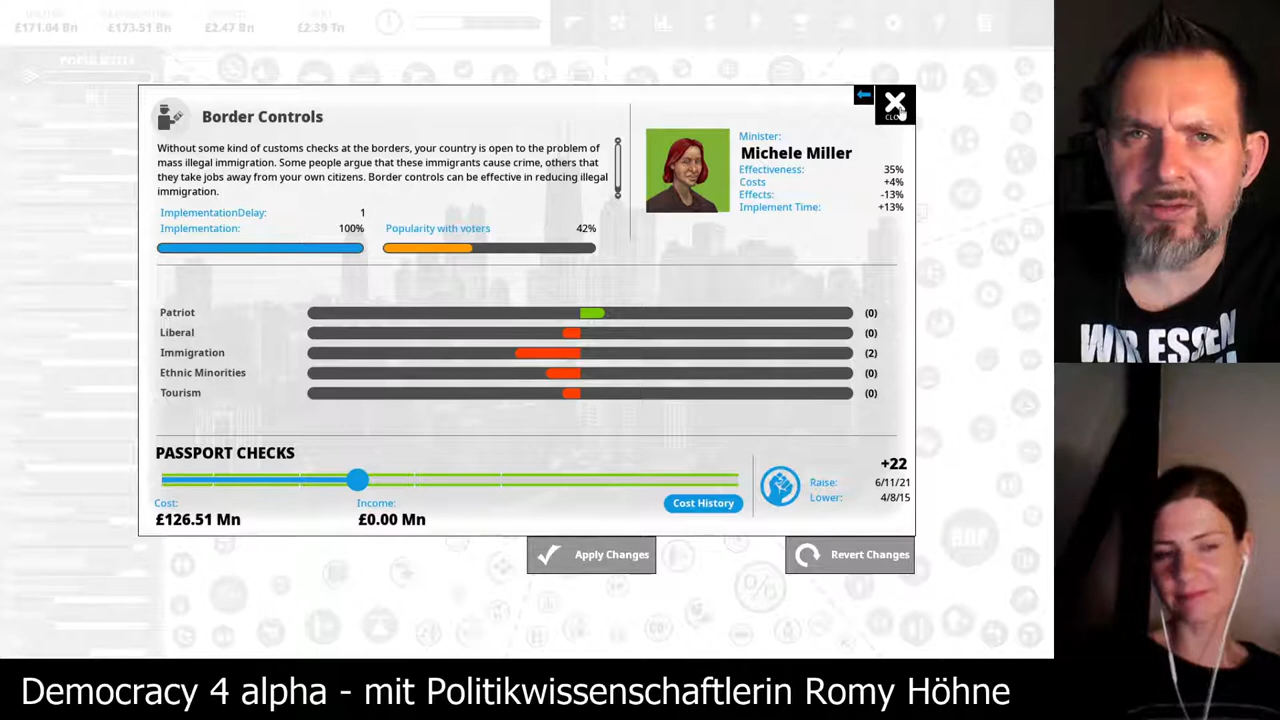 £171.04 Bn £173.51 Bn £2.47 Bn £2.39 Tn
Border Controls
CLO
Without some kind of customs checks at the borders, your country is open to the problem of
mass illegal immigration. Some people argue that these immigrants cause crime, others that
they take jobs away from your own citizens. Border controls can be effective in reducing illegal
immigration.
Minister:
Michele Miller
Effectiveness: 35%
Costs +4%
Effects: -13%
Implement Time: +13%
ImplementationDelay: 1
Implementation: 100%
Popularity with voters 42%
Patriot (0)
Liberal (0)
Immigration (2)
Ethnic Minorities (0)
Tourism (0)
PASSPORT CHECKS
Cost: Income:
£126.51 Mn £0.00 Mn
Cost History
+22
Raise: 6/11/21
Lower: 4/8/15
Apply Changes
Revert Changes
WIR ESSEN
Democracy 4 alpha - mit Politikwissenschaftlerin Romy Höhne